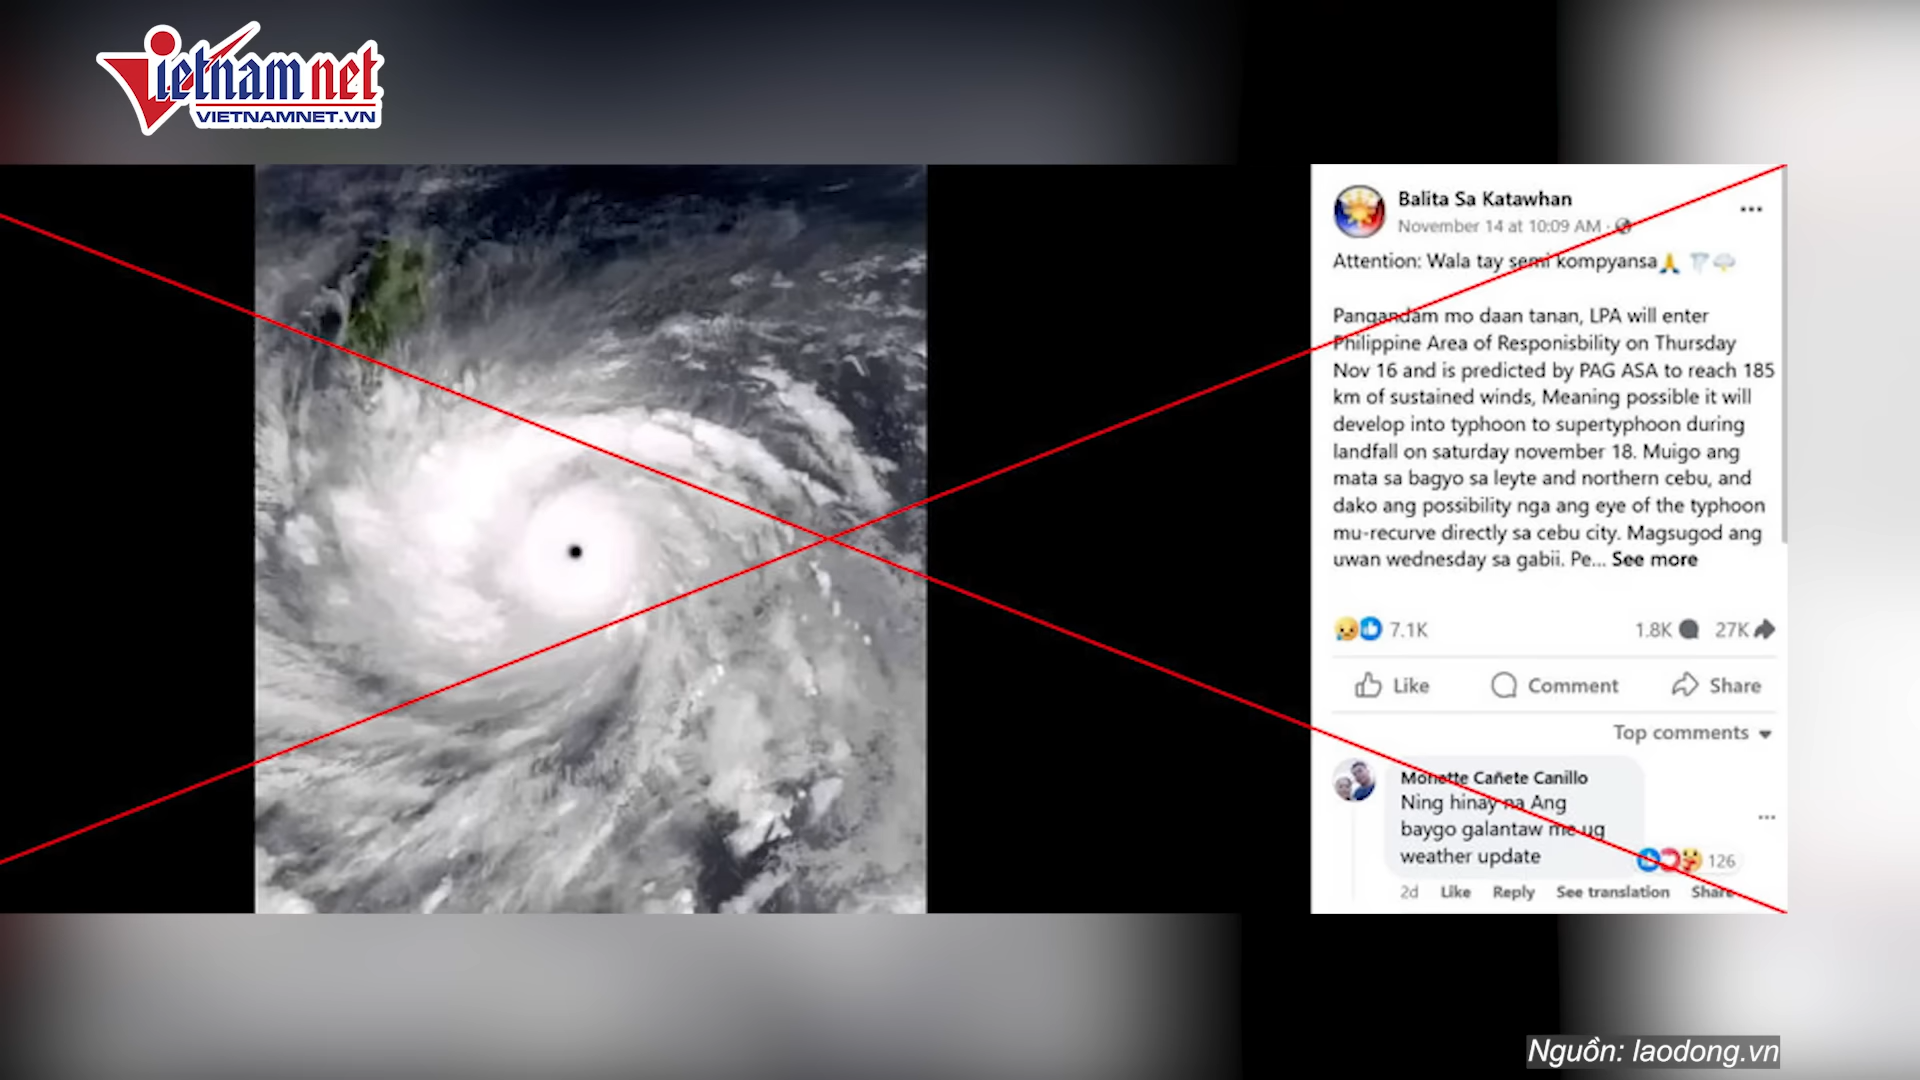 Vietnamnet
VIETNAMNET.VN
Balita Sa Katawhan
November 14 at 10:09 AM ·
Attention: Wala tay semi kompyansa
Pangandam mo daan tanan, LPA will enter
Philippine Area of Responisbility on Thursday
Nov 16 and is predicted by PAG ASA to reach 185
km of sustained winds, Meaning possible it will
develop into typhoon to supertyphoon during
landfall on saturday november 18. Muigo ang
mata sa bagyo sa leyte and northern cebu, and
dako ang possibility nga ang eye of the typhoon
mu-recurve directly sa cebu city. Magsugod ang
uwan wednesday sa gabii. Pe... See more
7.1K 1.8K 27K
Like Comment Share
Top comments
Monette Cañete Canillo
Ning hinay na Ang
baygo galantaw me ug
weather update
126
2d Like Reply See translation Share
Nguồn: laodong.vn